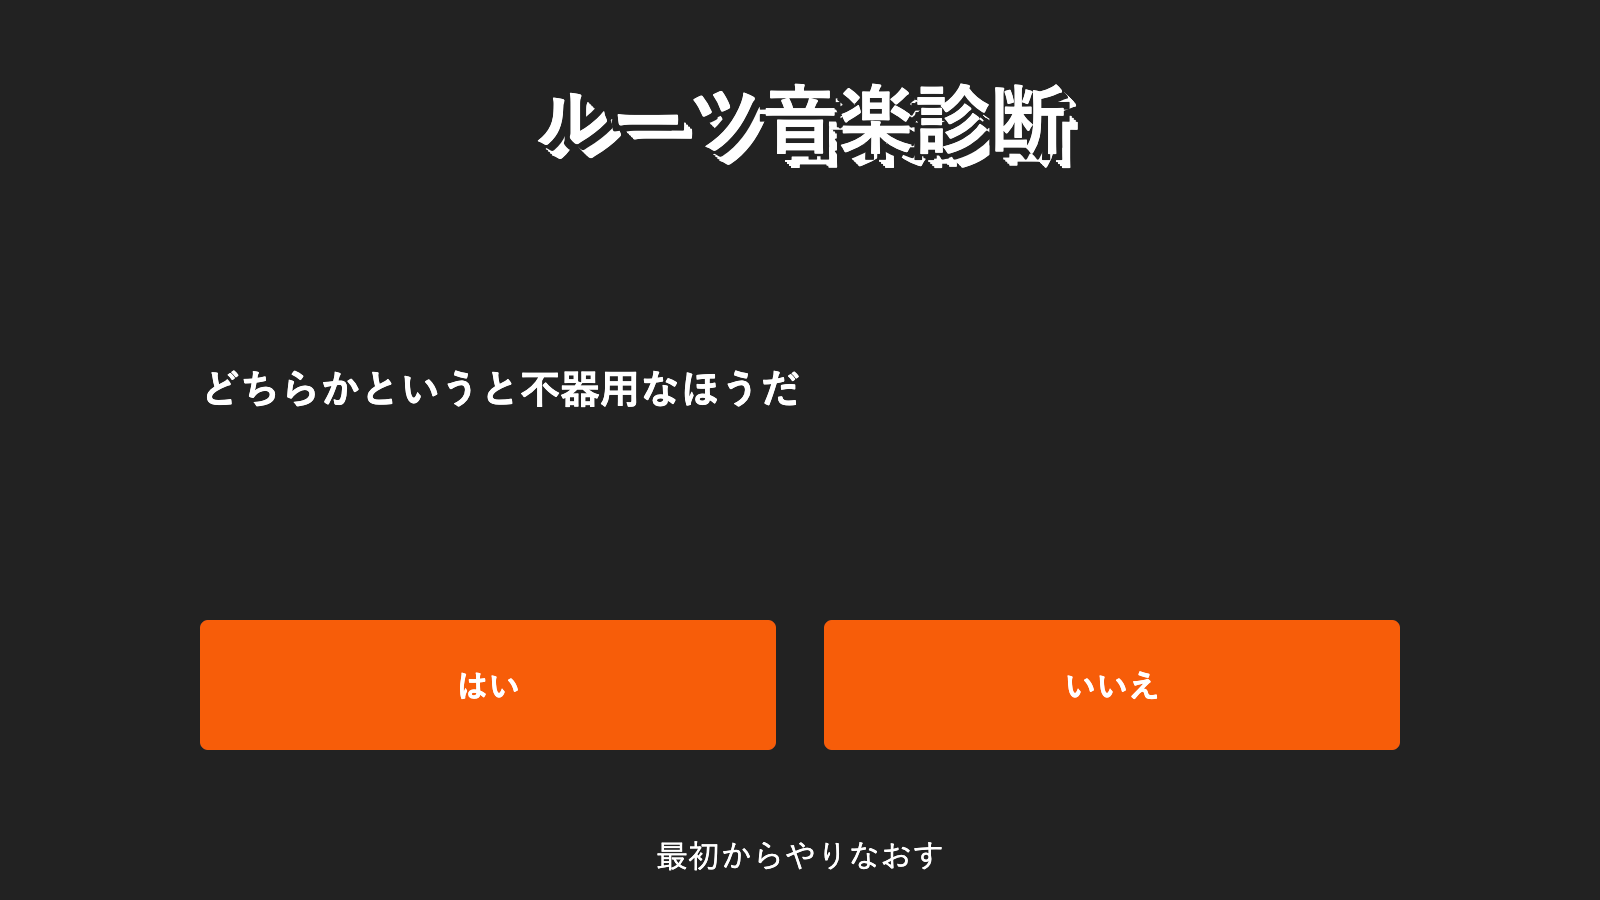 ルーツ音楽診断
どちらかというと不器用なほうだ
はい
いいえ
最初からやりなおす